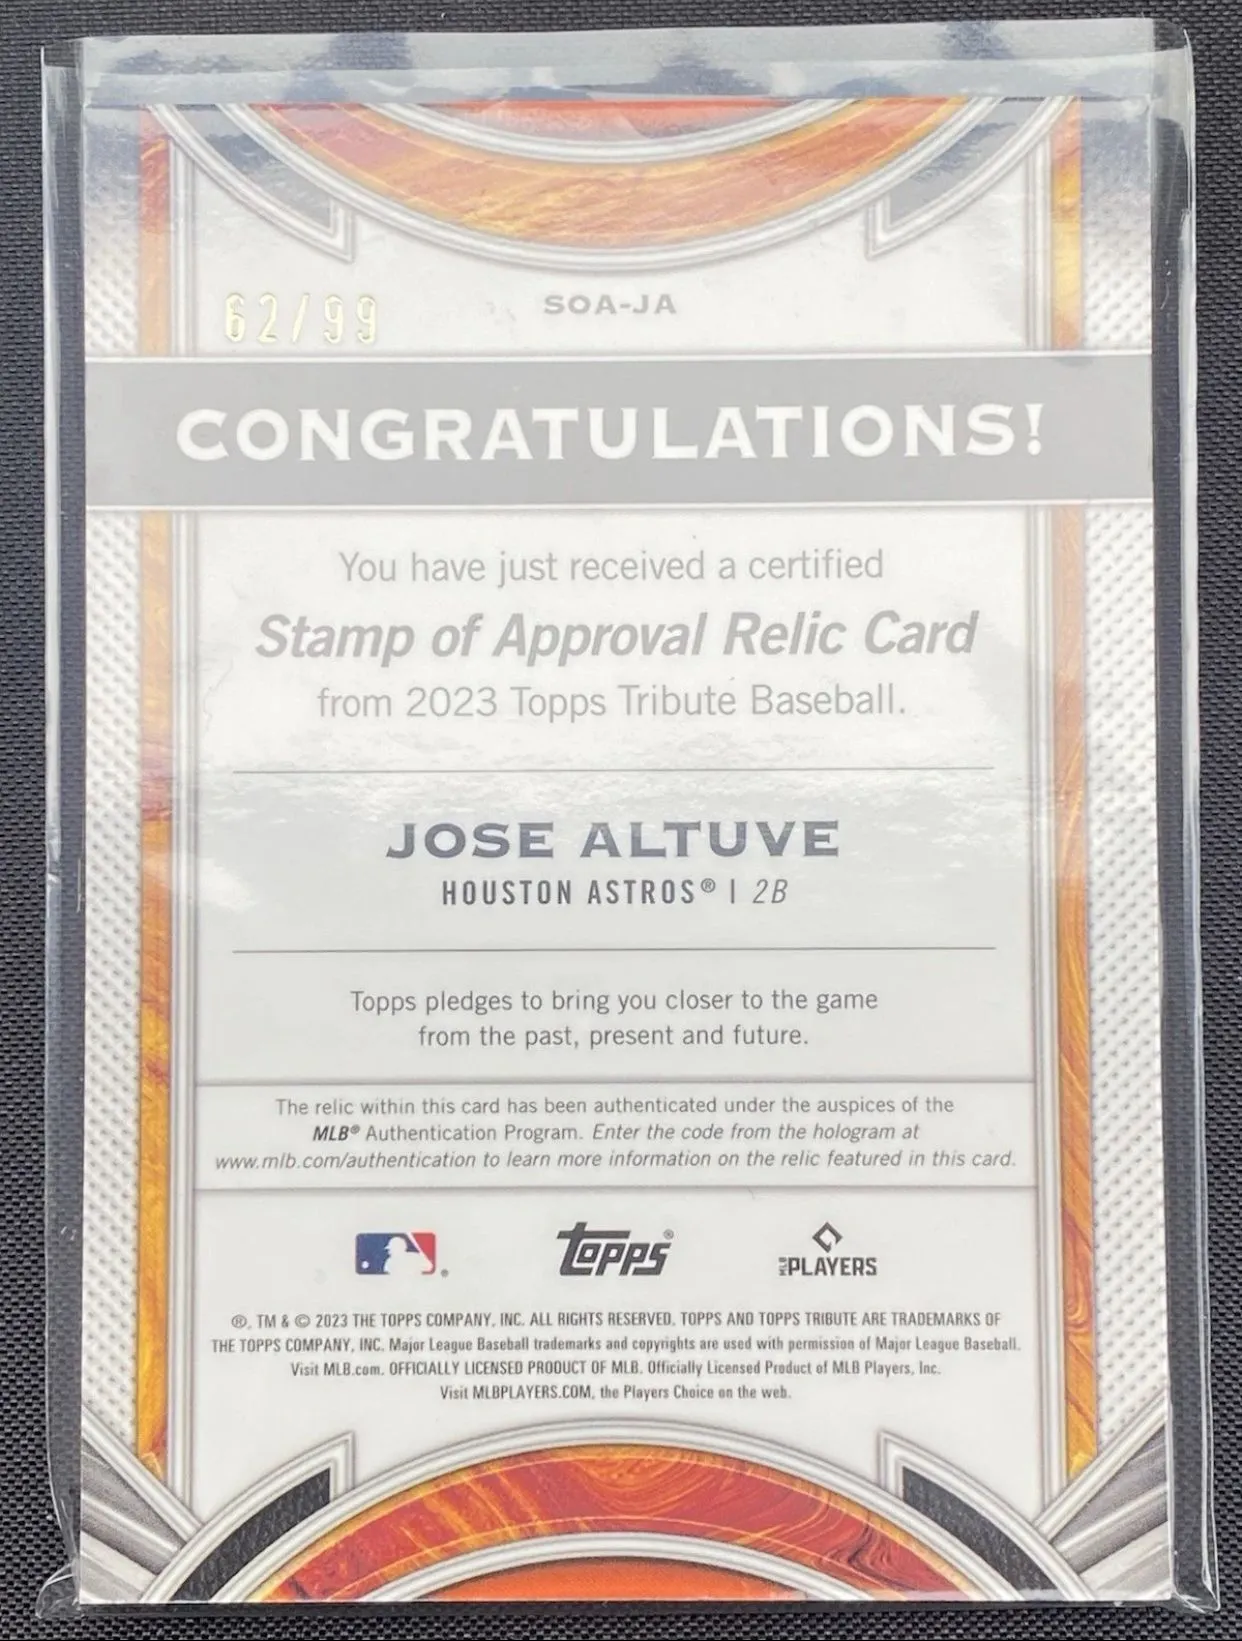 62/99
SOA-JA
CONGRATULATIONS!
You have just received a certified
Stamp of Approval Relic Card
from 2023 Topps Tribute Baseball.
JOSE ALTUVE
HOUSTON ASTROS® | 2B
Topps pledges to bring you closer to the game
from the past, present and future.
The relic within this card has been authenticated under the auspices of the
MLB® Authentication Program. Enter the code from the hologram at
www.mlb.com/authentication to learn more information on the relic featured in this card.
Topps®
MLB PLAYERS
®, TM & © 2023 THE TOPPS COMPANY, INC. ALL RIGHTS RESERVED. TOPPS AND TOPPS TRIBUTE ARE TRADEMARKS OF
THE TOPPS COMPANY, INC. Major League Baseball trademarks and copyrights are used with permission of Major League Baseball.
Visit MLB.com. OFFICIALLY LICENSED PRODUCT OF MLB. Officially Licensed Product of MLB Players, Inc.
Visit MLBPLAYERS.COM, the Players Choice on the web.